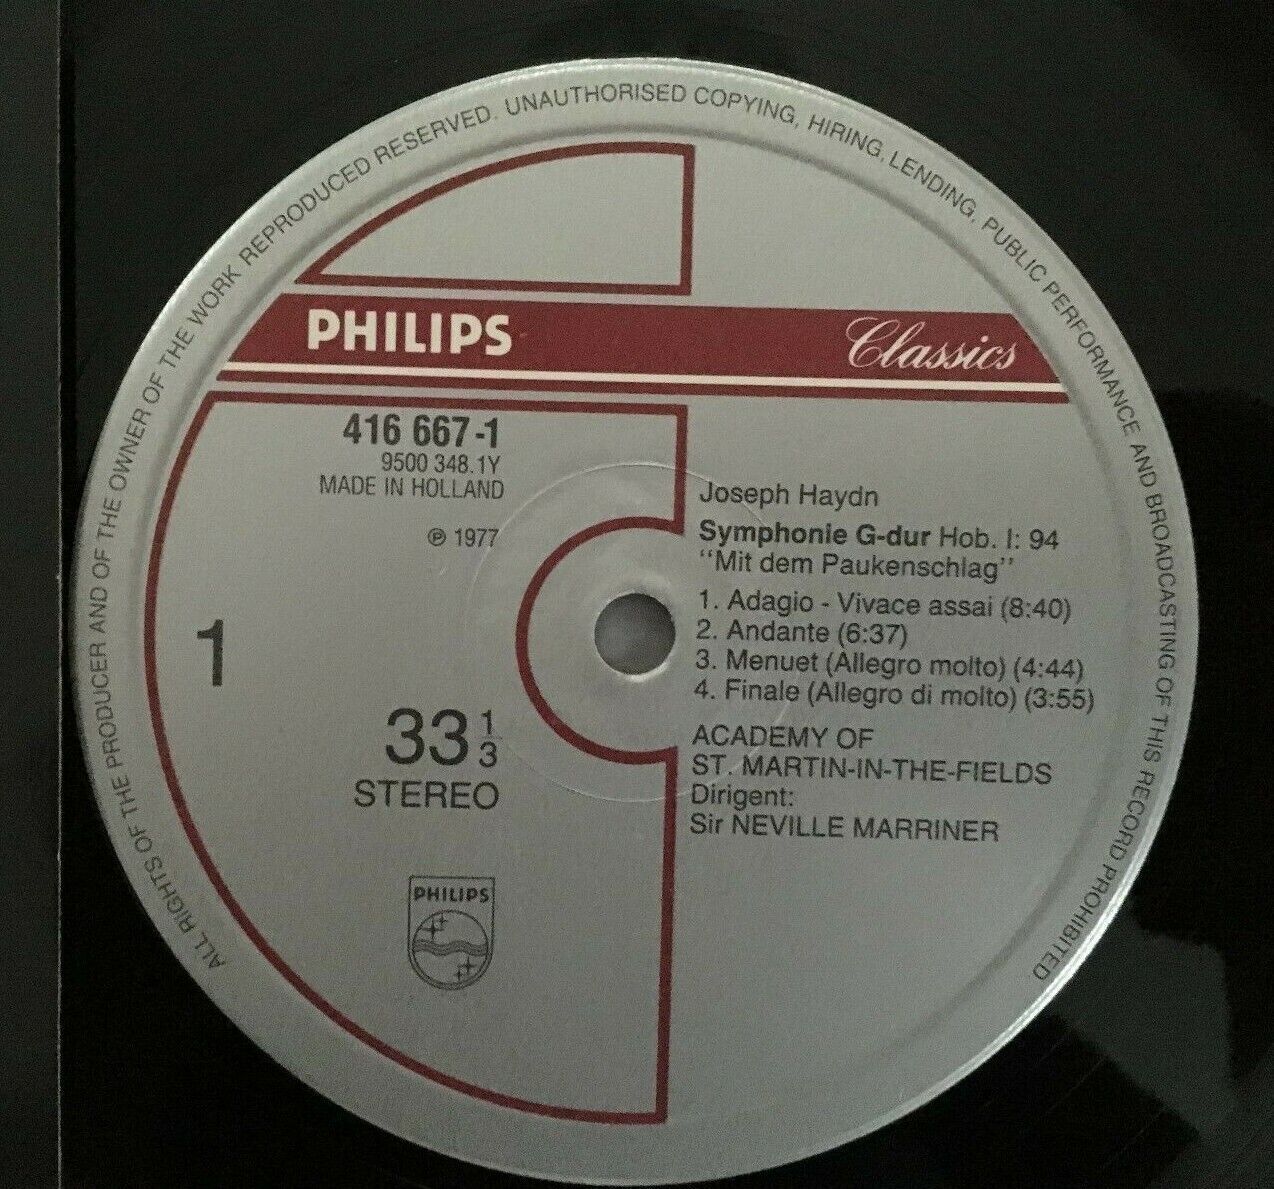 ALL RIGHTS OF THE PRODUCER AND OF THE OWNER OF THE WORK REPRODUCED RESERVED. UNAUTHORISED COPYING, HIRING, LENDING, PUBLIC PERFORMANCE AND BROADCASTING OF THIS RECORD PROHIBITED
PHILIPS Classics
416 667-1
9500 348.1Y
MADE IN HOLLAND
℗ 1977
1
33 1/3
STEREO
PHILIPS
Joseph Haydn
Symphonie G-dur Hob. I: 94
"Mit dem Paukenschlag"
1. Adagio - Vivace assai (8:40)
2. Andante (6:37)
3. Menuet (Allegro molto) (4:44)
4. Finale (Allegro di molto) (3:55)
ACADEMY OF
ST. MARTIN-IN-THE-FIELDS
Dirigent:
Sir NEVILLE MARRINER